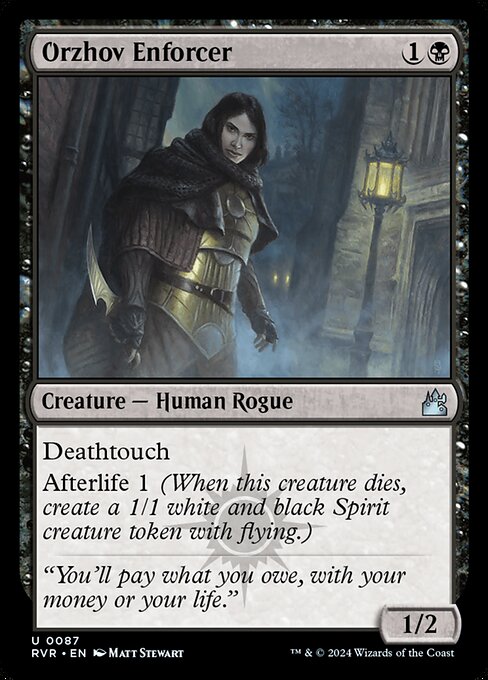 Orzhov Enforcer 1
Creature — Human Rogue
Deathtouch
Afterlife 1 (When this creature dies,
create a 1/1 white and black Spirit
creature token with flying.)
“You’ll pay what you owe, with your
money or your life.”
1/2
U 0087
RVR • EN Matt Stewart
™ & © 2024 Wizards of the Coast